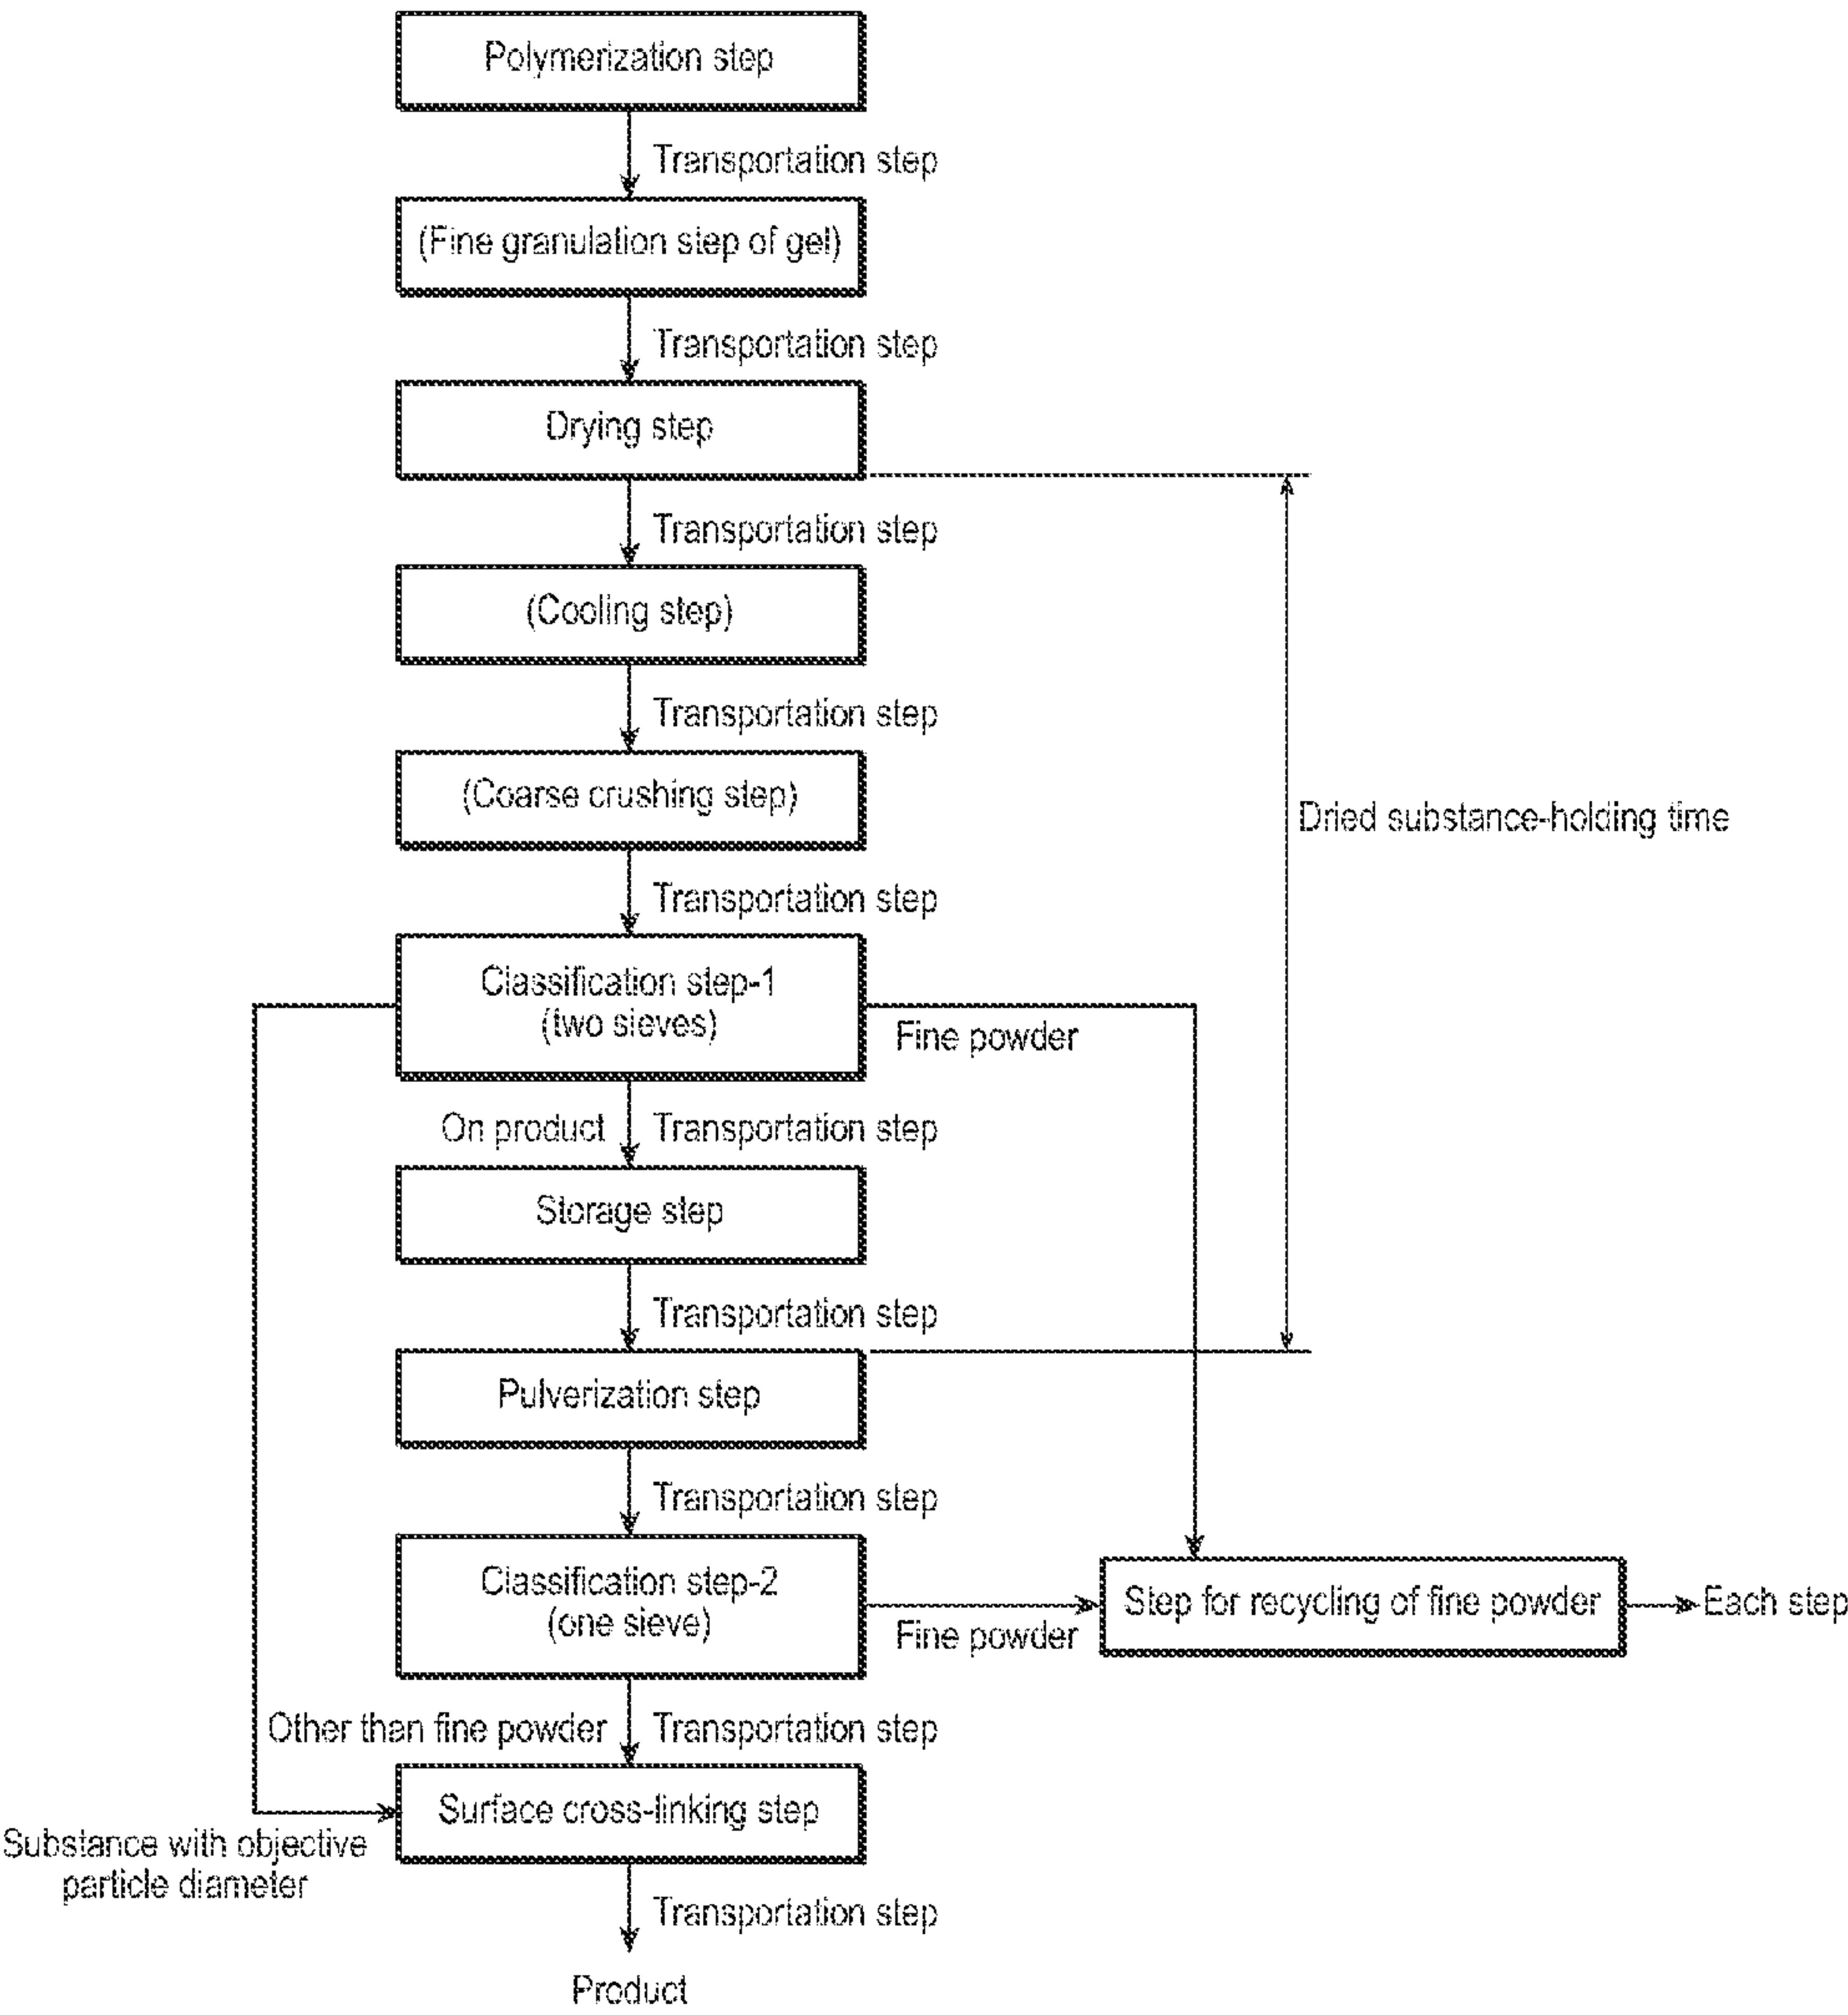 Polymerization step
Transportation step
(Fine granulation step of gel)
Transportation step
Drying step
Transportation step
(Cooling step)
Transportation step
(Coarse crushing step)
Dried substance-holding time
Transportation step
Classification step-1
(two sieves)
Fine powder
On product
Transportation step
Storage step
Transportation step
Pulverization step
Transportation step
Classification step-2
(one sieve)
Fine powder
Step for recycling of fine powder
Each step
Other than fine powder
Transportation step
Surface cross-linking step
Substance with objective
particle diameter
Transportation step
Product